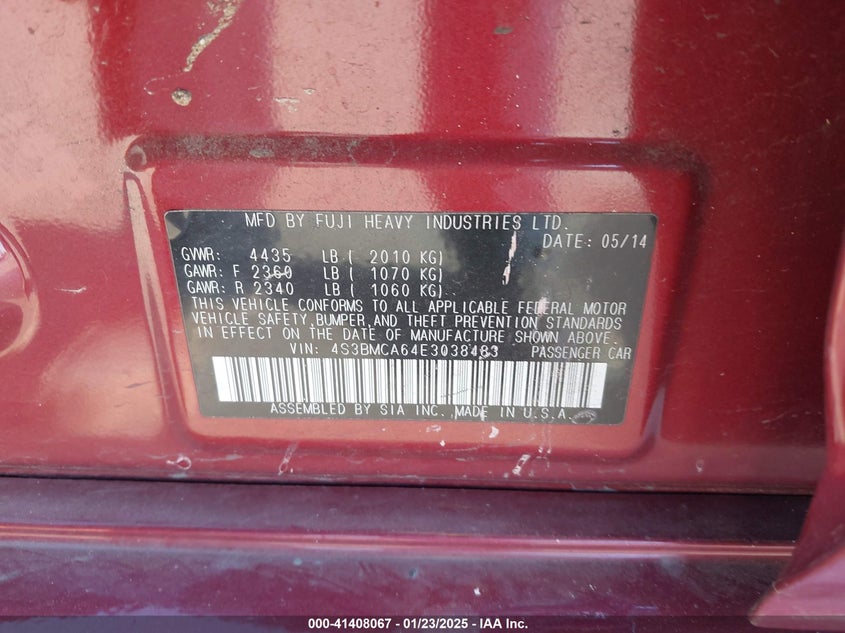 MFD BY FUJI HEAVY INDUSTRIES LTD.
DATE: 05/14
GVWR: 4435 LB ( 2010 KG)
GAWR: F 2360 LB ( 1070 KG)
GAWR: R 2340 LB ( 1060 KG)
THIS VEHICLE CONFORMS TO ALL APPLICABLE FEDERAL MOTOR
VEHICLE SAFETY,BUMPER,AND THEFT PREVENTION STANDARDS
IN EFFECT ON THE DATE OF MANUFACTURE SHOWN ABOVE.
VIN: 4S3BMCA64E3038483 PASSENGER CAR
ASSEMBLED BY SIA INC.,MADE IN U.S.A.
000-41408067 / 01/23/2025 - IAA Inc.